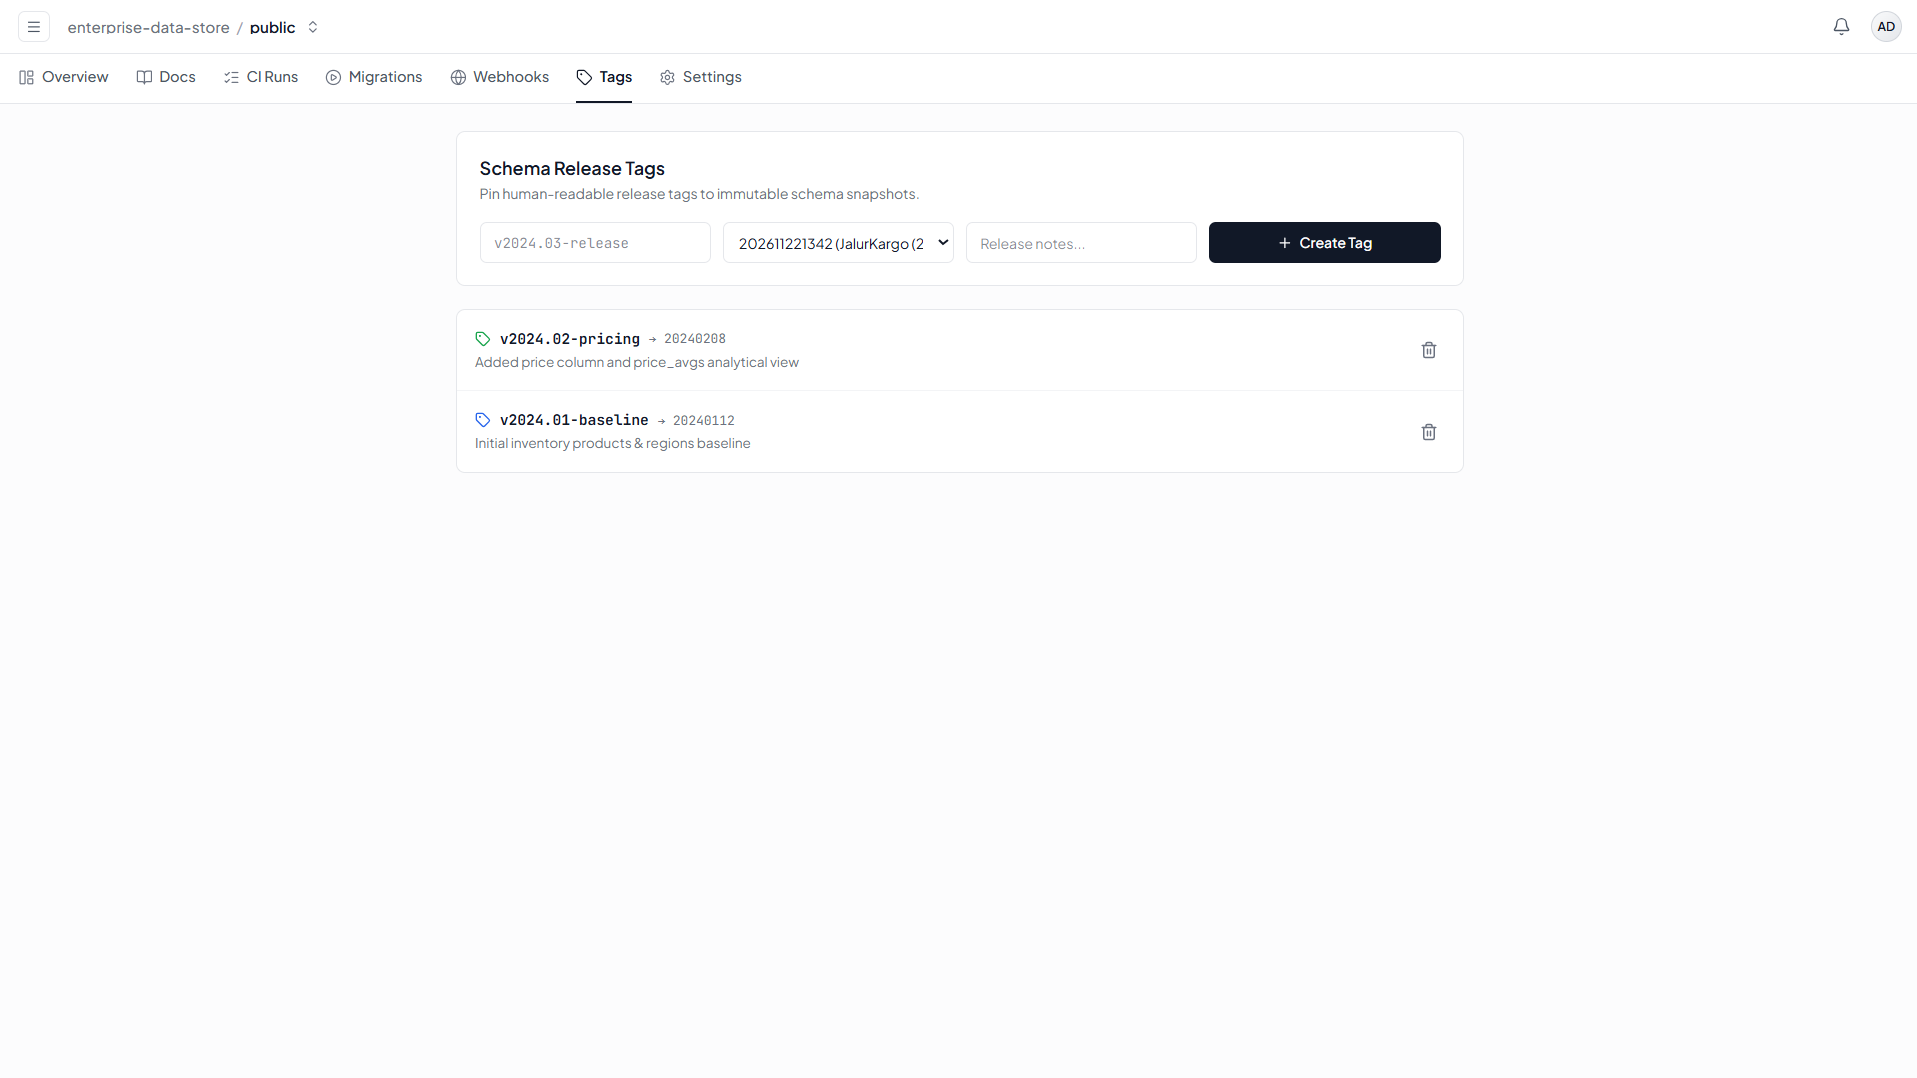 enterprise-data-store / public
AD
Overview
Docs
CI Runs
Migrations
Webhooks
Tags
Settings
Schema Release Tags
Pin human-readable release tags to immutable schema snapshots.
v2024.03-release
202611221342 (JalurKargo (2
Release notes...
+ Create Tag
v2024.02-pricing → 20240208
Added price column and price_avgs analytical view
v2024.01-baseline → 20240112
Initial inventory products & regions baseline